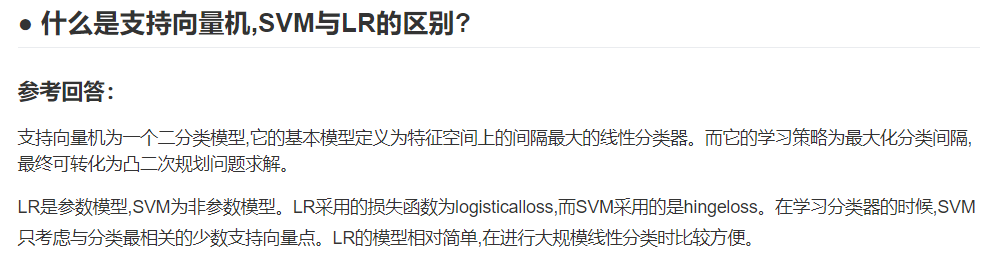 ● 什么是支持向量机,SVM与LR的区别?
参考回答：
支持向量机为一个二分类模型,它的基本模型定义为特征空间上的间隔最大的线性分类器。而它的学习策略为最大化分类间隔,
最终可转化为凸二次规划问题求解。
LR是参数模型,SVM为非参数模型。LR采用的损失函数为logisticalloss,而SVM采用的是hingeloss。在学习分类器的时候,SVM
只考虑与分类最相关的少数支持向量点。LR的模型相对简单,在进行大规模线性分类时比较方便。